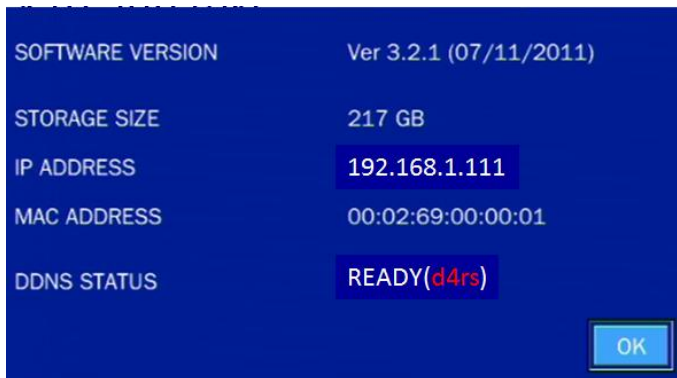 SOFTWARE VERSION Ver 3.2.1 (07/11/2011)
STORAGE SIZE 217 GB
IP ADDRESS 192.168.1.111
MAC ADDRESS 00:02:69:00:00:01
DDNS STATUS READY(d4rs)
OK